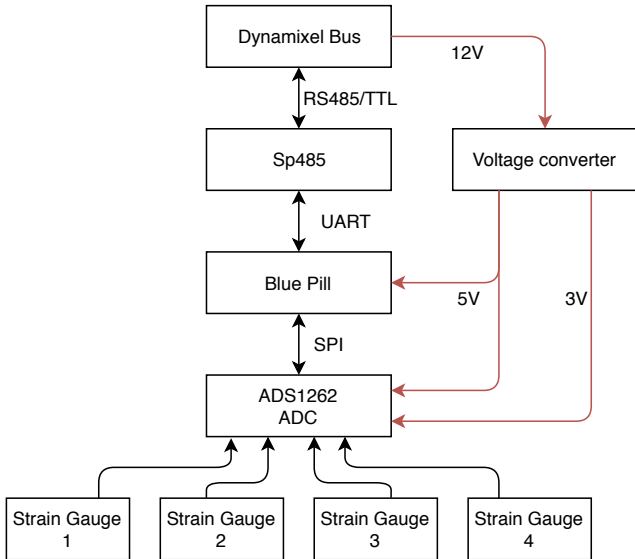 Dynamixel Bus
12V
RS485/TTL
Sp485
Voltage converter
UART
Blue Pill
5V
3V
SPI
ADS1262
ADC
Strain Gauge
1
Strain Gauge
2
Strain Gauge
3
Strain Gauge
4